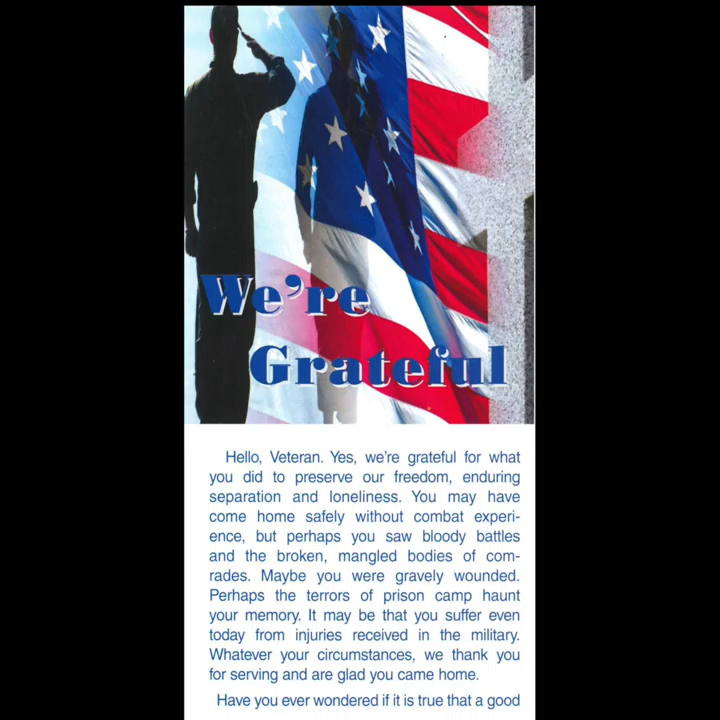 We're
Grateful
Hello, Veteran. Yes, we're grateful for what
you did to preserve our freedom, enduring
separation and loneliness. You may have
come home safely without combat experi-
ence, but perhaps you saw bloody battles
and the broken, mangled bodies of com-
rades. Maybe you were gravely wounded.
Perhaps the terrors of prison camp haunt
your memory. It may be that you suffer even
today from injuries received in the military.
Whatever your circumstances, we thank you
for serving and are glad you came home.
Have you ever wondered if it is true that a good